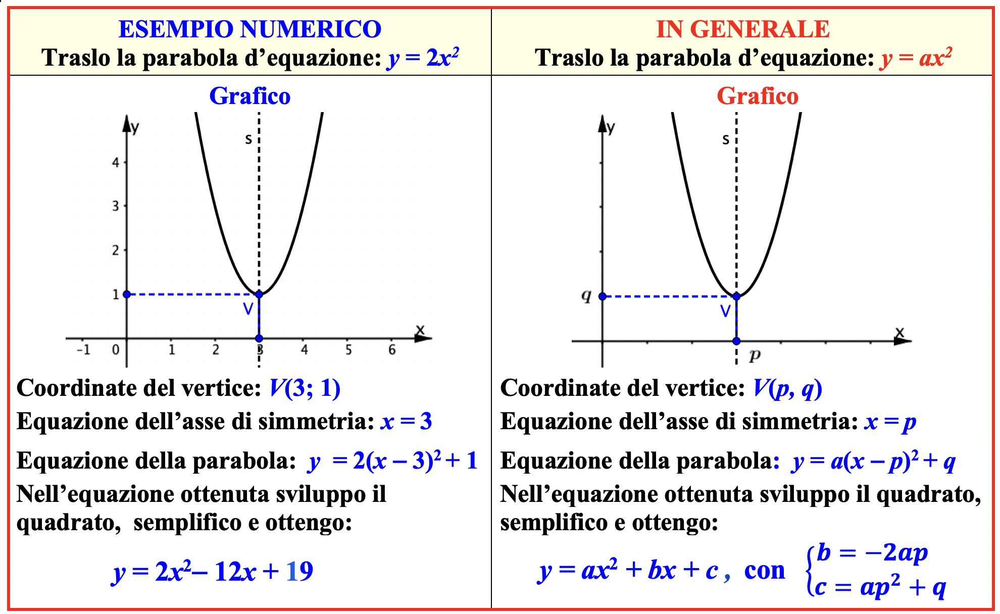 ESEMPIO NUMERICO
Traslo la parabola d’equazione: y = 2x²
Grafico
y
s
4
3
2
1
V
x
-1 0 1 2 3 4 5 6
Coordinate del vertice: V(3; 1)
Equazione dell’asse di simmetria: x = 3
Equazione della parabola: y = 2(x – 3)² + 1
Nell’equazione ottenuta sviluppo il
quadrato, semplifico e ottengo:
y = 2x²– 12x + 19
IN GENERALE
Traslo la parabola d’equazione: y = ax²
Grafico
y
s
q
V
x
p
Coordinate del vertice: V(p, q)
Equazione dell’asse di simmetria: x = p
Equazione della parabola: y = a(x – p)² + q
Nell’equazione ottenuta sviluppo il quadrato,
semplifico e ottengo:
y = ax² + bx + c , con
{b = −2ap
c = ap² + q